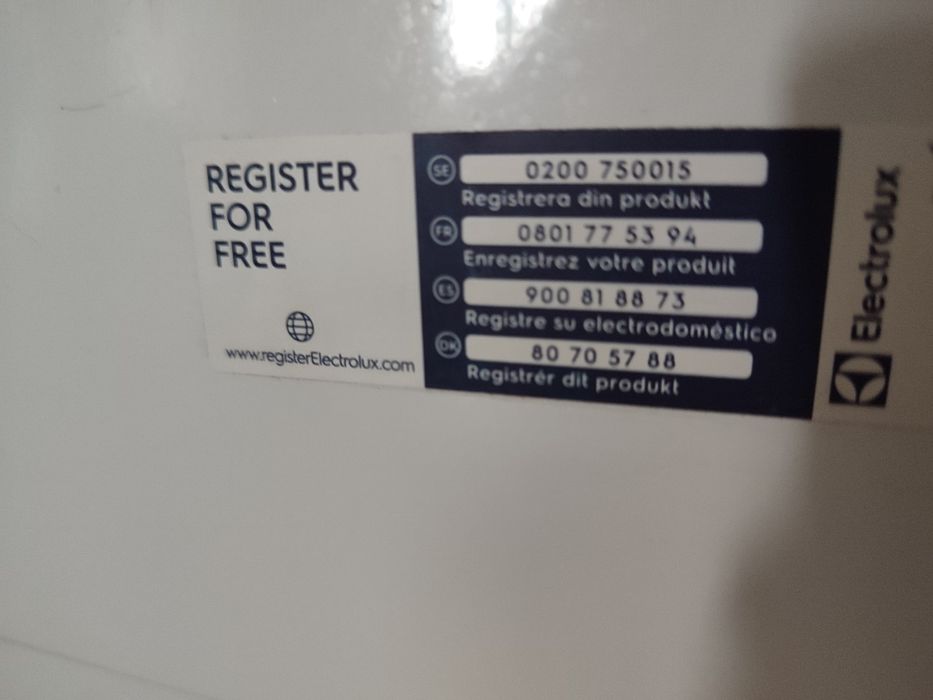 REGISTER
FOR
FREE
www.registerElectrolux.com
SE 0200 750015
Registrera din produkt
FR 0801 77 53 94
Enregistrez votre produit
ES 900 81 88 73
Registre su electrodoméstico
DK 80 70 57 88
Registrér dit produkt
Electrolux